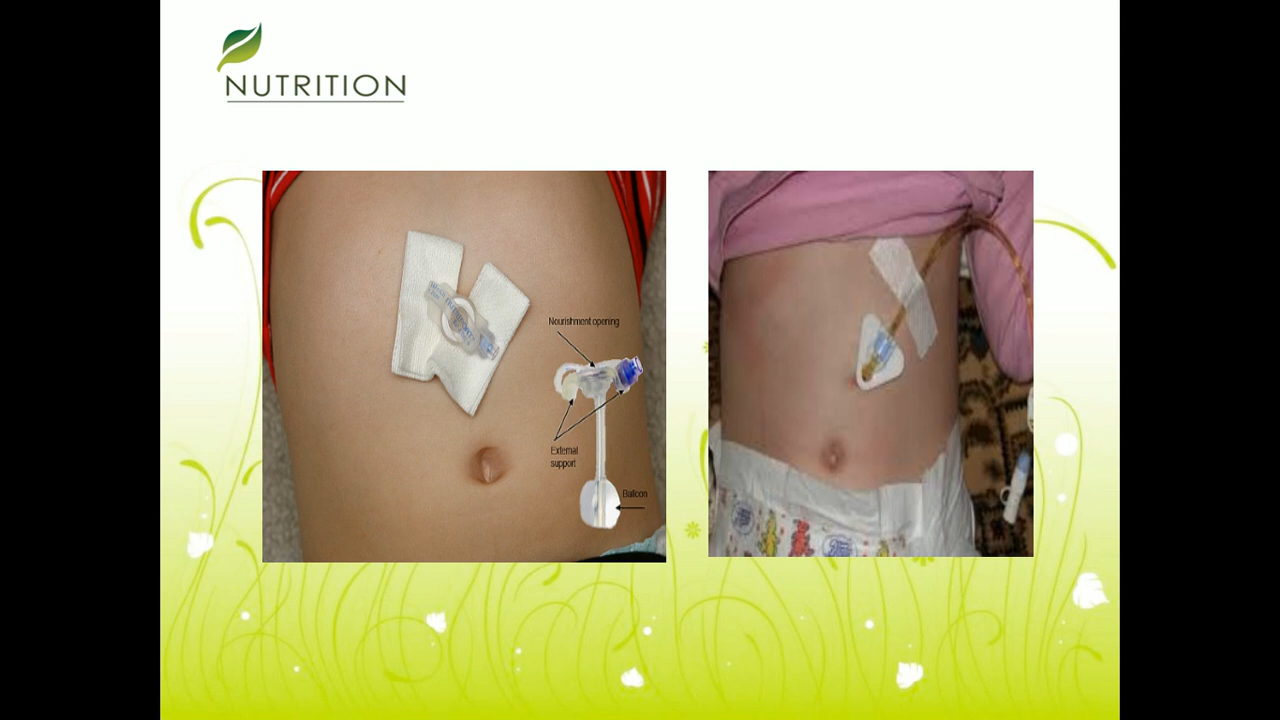 NUTRITION
Nourishment opening
External
support
Balloon